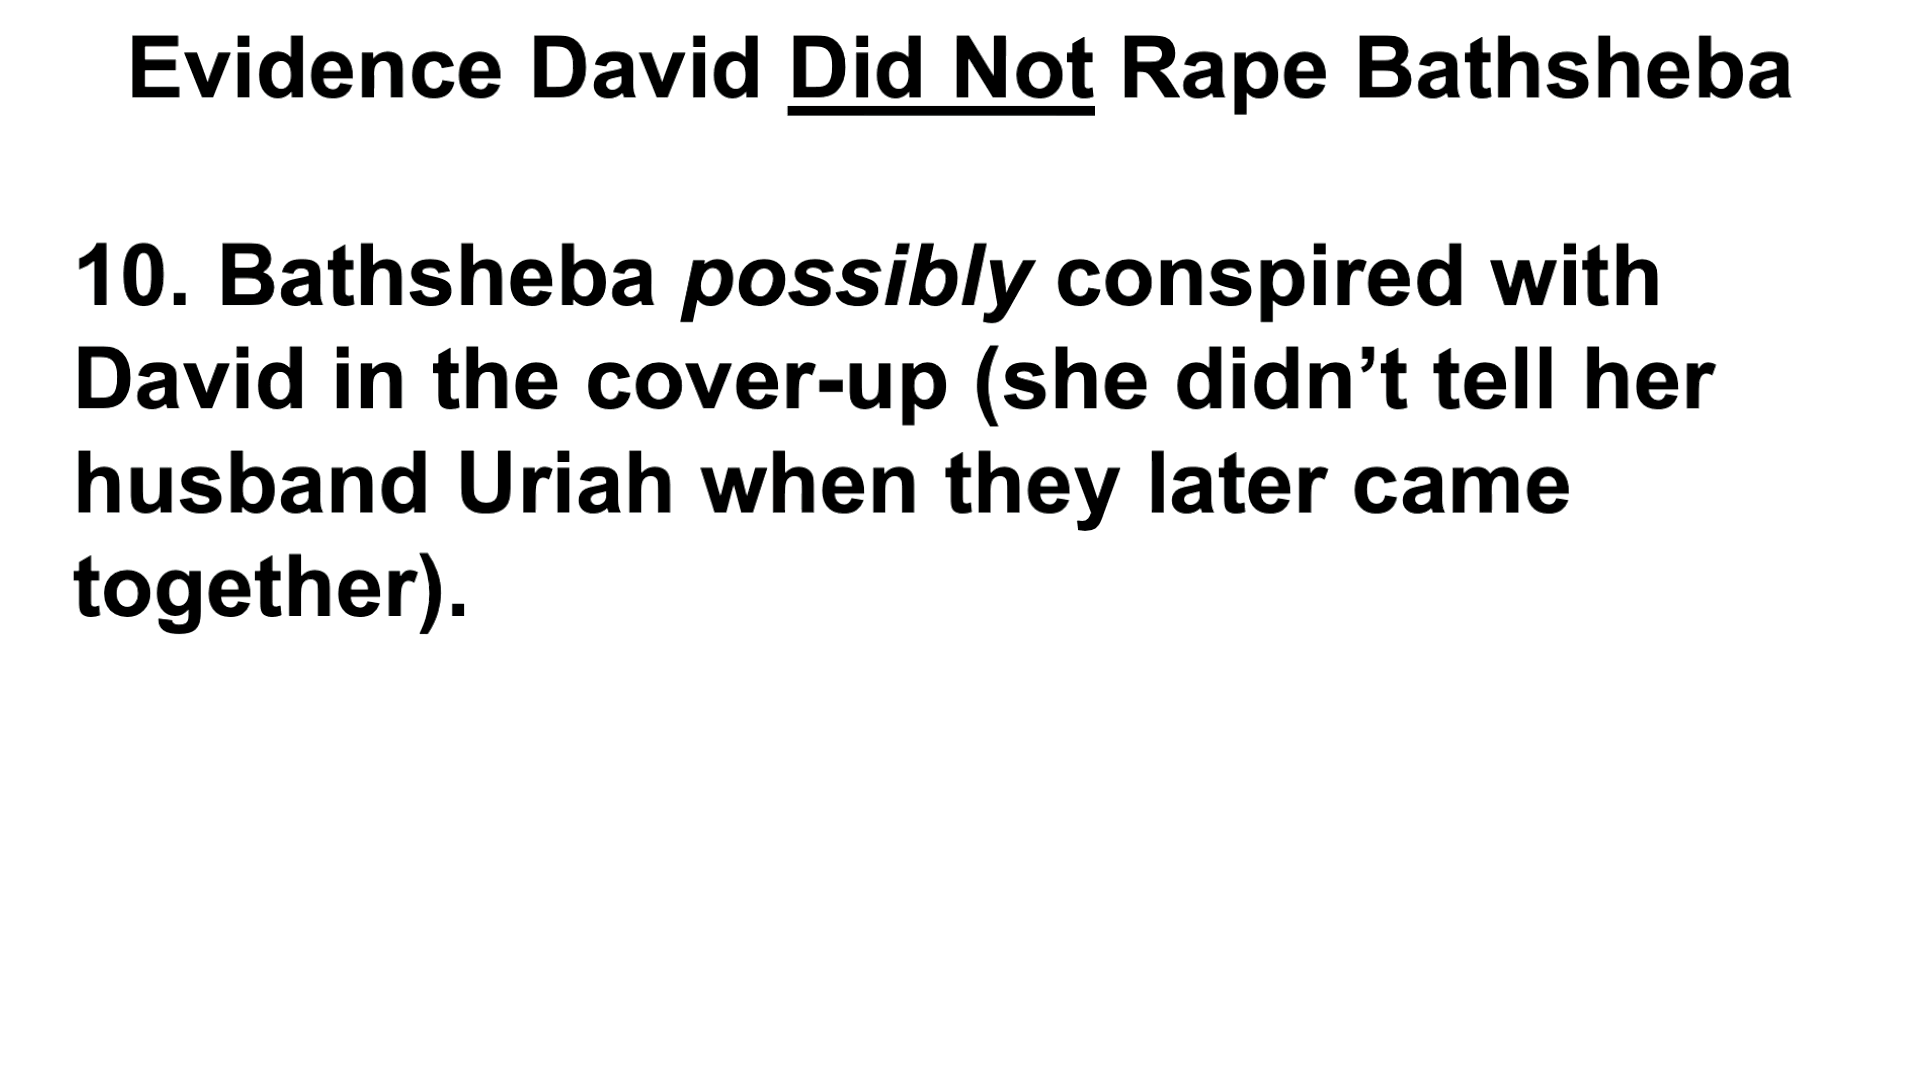 Evidence David Did Not Rape Bathsheba
10. Bathsheba possibly conspired with
David in the cover-up (she didn’t tell her
husband Uriah when they later came
together).